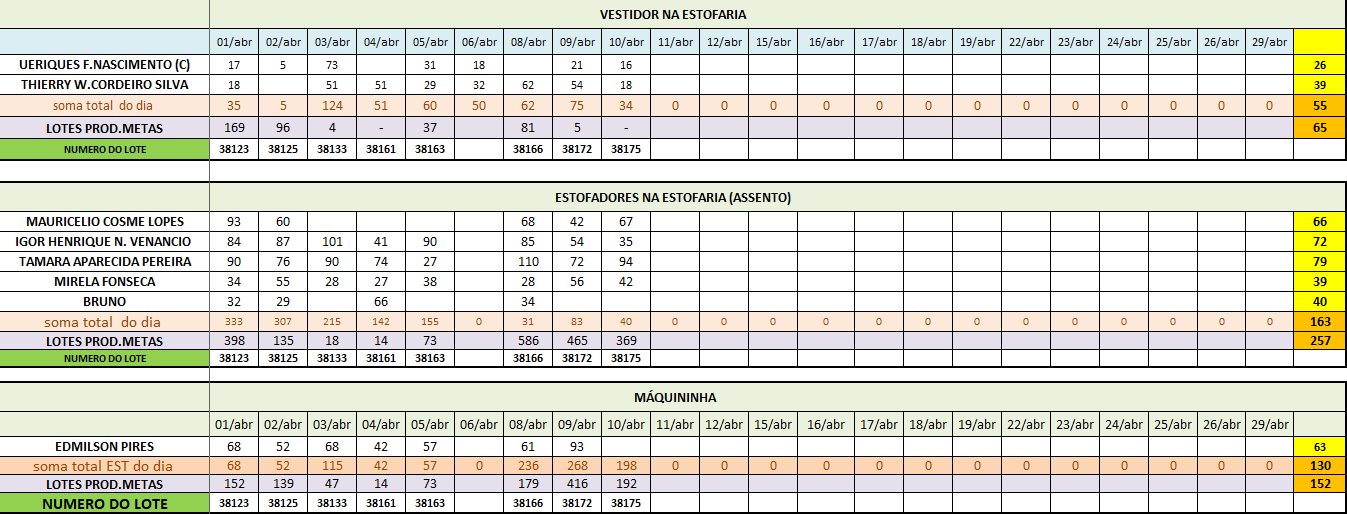 VESTIDOR NA ESTOFARIA
01/abr 02/abr 03/abr 04/abr 05/abr 06/abr 08/abr 09/abr 10/abr 11/abr 12/abr 15/abr 16/abr 17/abr 18/abr 19/abr 22/abr 23/abr 24/abr 25/abr 26/abr 29/abr
UERIQUES F.NASCIMENTO (C) 17 5 73 31 18 21 16 26
THIERRY W.CORDEIRO SILVA 18 51 51 29 32 62 54 18 39
soma total do dia 35 5 124 51 60 50 62 75 34 0 0 0 0 0 0 0 0 0 0 0 0 0 55
LOTES PROD.METAS 169 96 4 - 37 81 5 - 65
NUMERO DO LOTE 38123 38125 38133 38161 38163 38166 38172 38175
ESTOFADORES NA ESTOFARIA (ASSENTO)
MAURICELIO COSME LOPES 93 60 68 42 67 66
IGOR HENRIQUE N. VENANCIO 84 87 101 41 90 85 54 35 72
TAMARA APARECIDA PEREIRA 90 76 90 74 27 110 72 94 79
MIRELA FONSECA 34 55 28 27 38 28 56 42 39
BRUNO 32 29 66 34 40
soma total do dia 333 307 215 142 155 0 31 83 40 0 0 0 0 0 0 0 0 0 0 0 0 0 163
LOTES PROD.METAS 398 135 18 14 73 586 465 369 257
NUMERO DO LOTE 38123 38125 38133 38161 38163 38166 38172 38175
MÁQUININHA
01/abr 02/abr 03/abr 04/abr 05/abr 06/abr 08/abr 09/abr 10/abr 11/abr 12/abr 15/abr 16/abr 17/abr 18/abr 19/abr 22/abr 23/abr 24/abr 25/abr 26/abr 29/abr
EDMILSON PIRES 68 52 68 42 57 61 93 63
soma total EST do dia 68 52 115 42 57 0 236 268 198 0 0 0 0 0 0 0 0 0 0 0 0 0 130
LOTES PROD.METAS 152 139 47 14 73 179 416 192 152
NUMERO DO LOTE 38123 38125 38133 38161 38163 38166 38172 38175